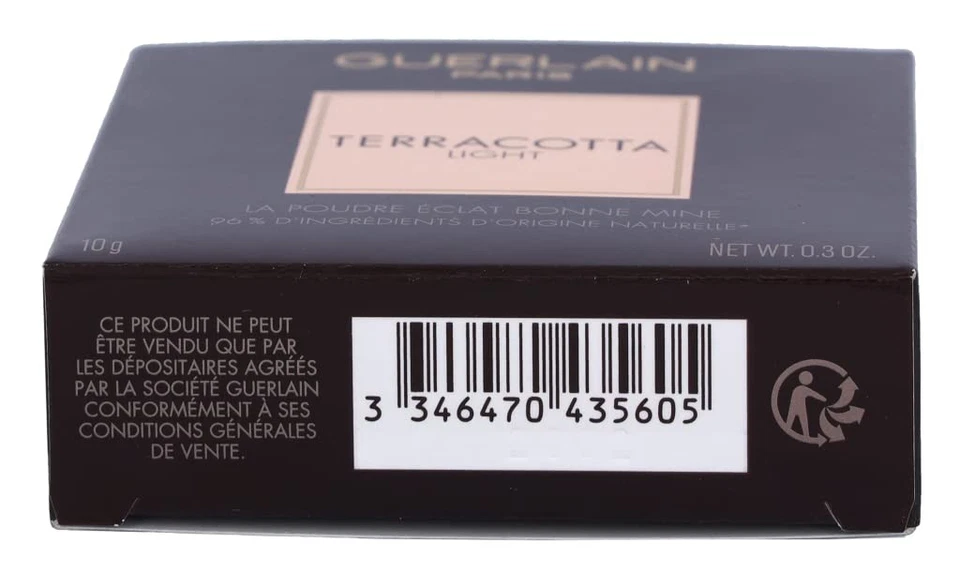 GUERLAIN
PARIS
TERRACOTTA
LIGHT
LA POUDRE ÉCLAT BONNE MINE
96 % D'INGRÉDIENTS D'ORIGINE NATURELLE*
10 g
NET WT. 0.3 OZ.
CE PRODUIT NE PEUT
ÊTRE VENDU QUE PAR
LES DÉPOSITAIRES AGRÉÉS
PAR LA SOCIÉTÉ GUERLAIN
CONFORMÉMENT À SES
CONDITIONS GÉNÉRALES
DE VENTE.
3 346470 435605